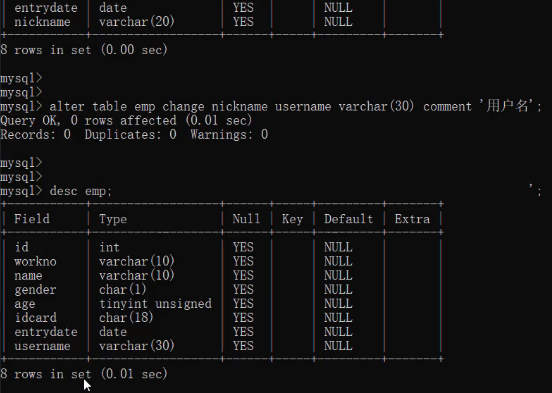 | entrydate | date | YES | | NULL | |
| nickname | varchar(20) | YES | | NULL | |
+-----------+------------------+------+-----+---------+-------+
8 rows in set (0.00 sec)
mysql>
mysql>
mysql> alter table emp change nickname username varchar(30) comment '用户名';
Query OK, 0 rows affected (0.01 sec)
Records: 0 Duplicates: 0 Warnings: 0
mysql>
mysql>
mysql> desc emp; ';
+-----------+------------------+------+-----+---------+-------+
| Field | Type | Null | Key | Default | Extra |
+-----------+------------------+------+-----+---------+-------+
| id | int | YES | | NULL | |
| workno | varchar(10) | YES | | NULL | |
| name | varchar(10) | YES | | NULL | |
| gender | char(1) | YES | | NULL | |
| age | tinyint unsigned | YES | | NULL | |
| idcard | char(18) | YES | | NULL | |
| entrydate | date | YES | | NULL | |
| username | varchar(30) | YES | | NULL | |
+-----------+------------------+------+-----+---------+-------+
8 rows in set (0.01 sec)